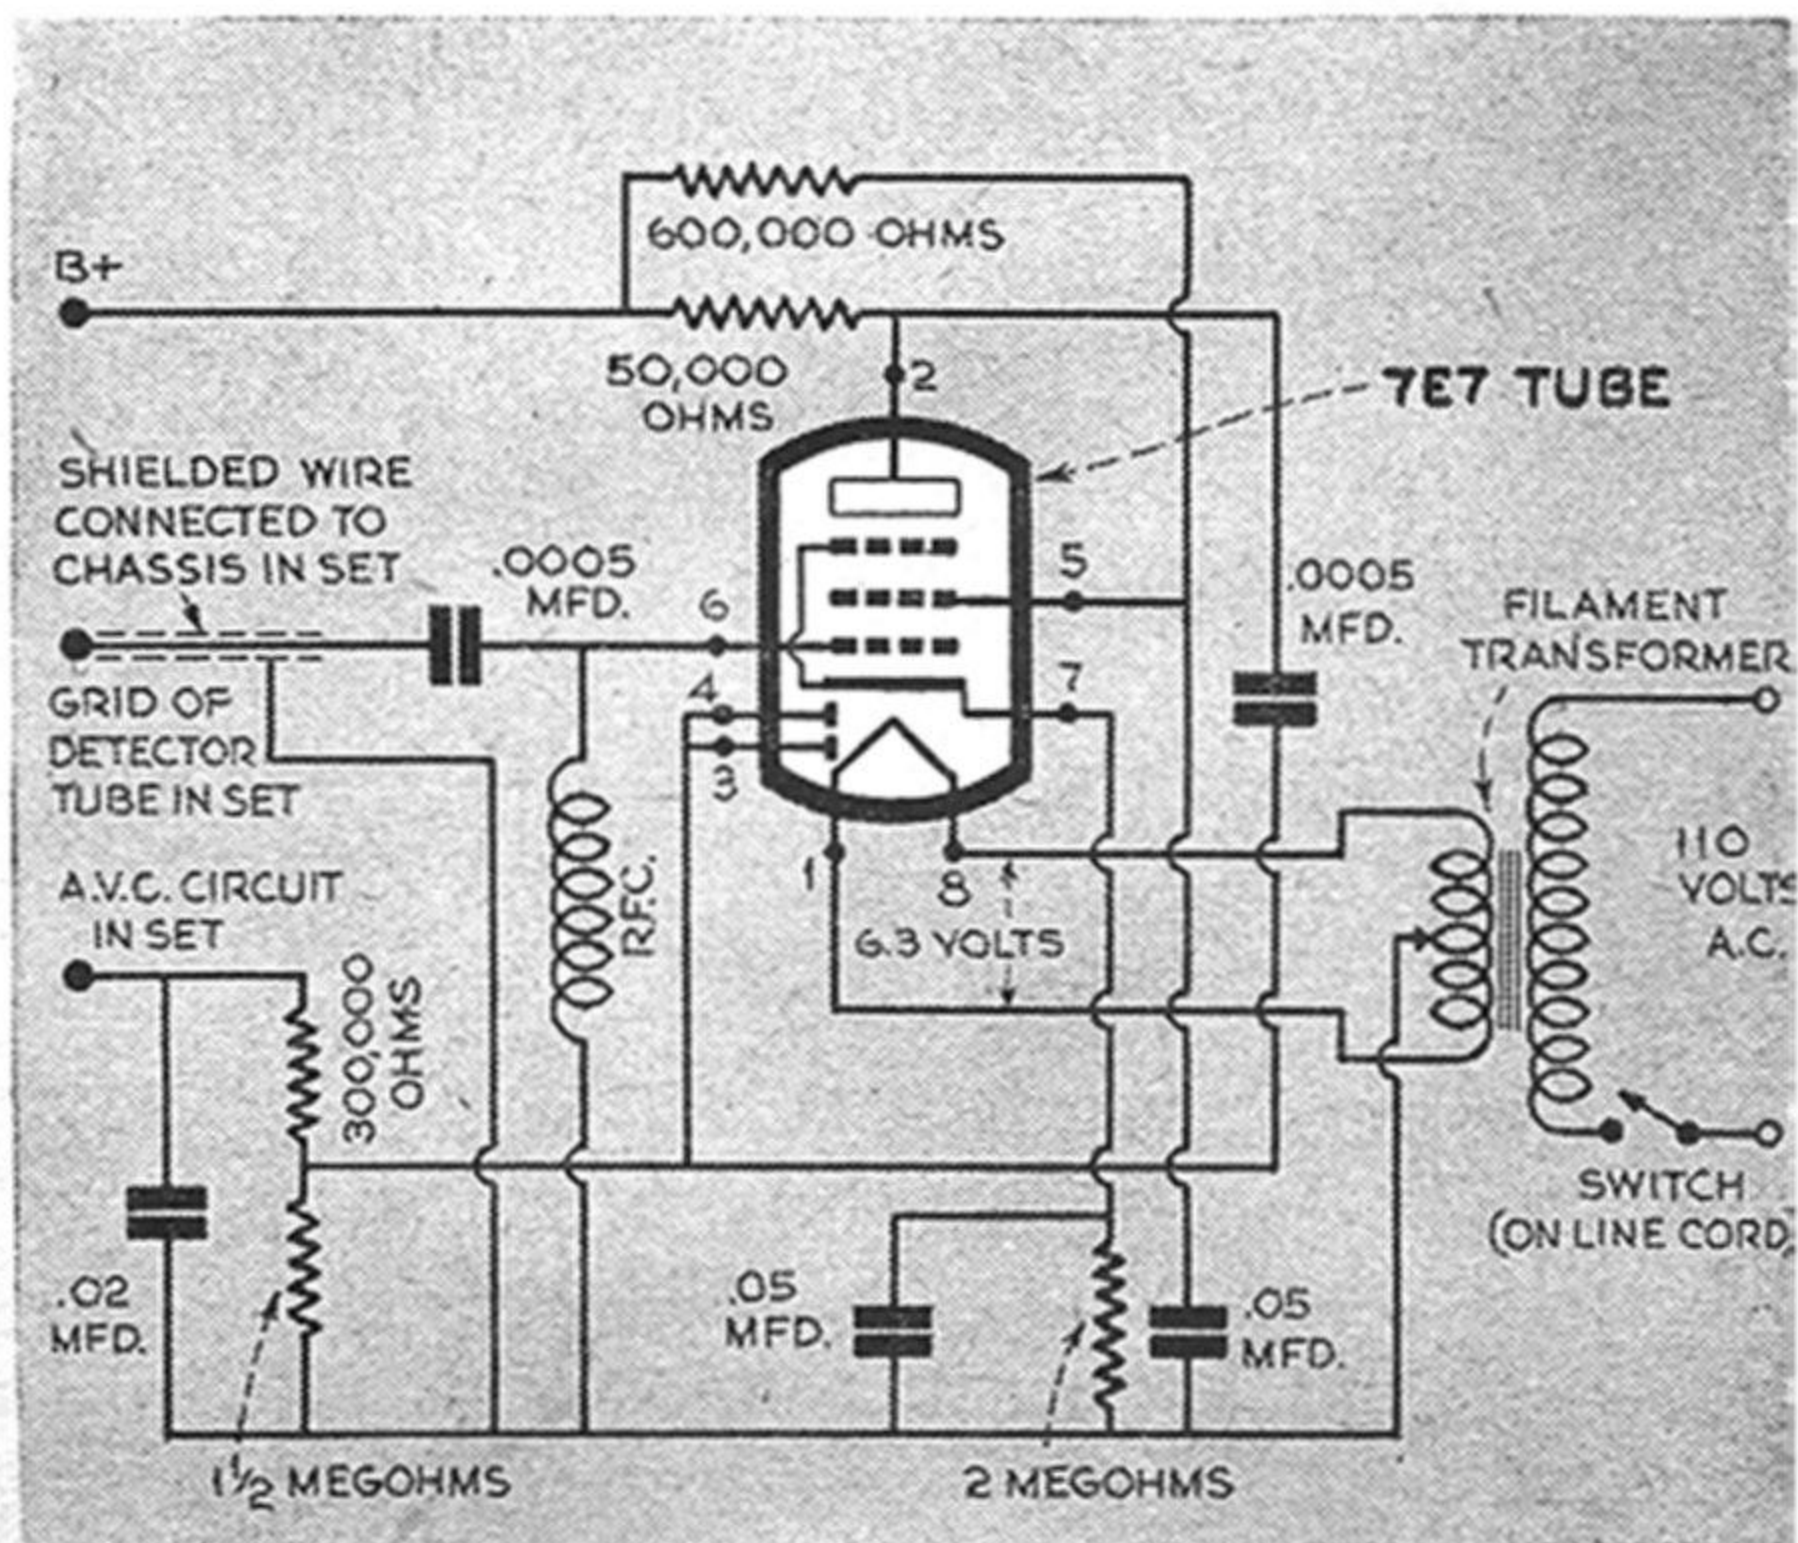 600,000 OHMS
B+
50,000
OHMS
2
7E7 TUBE
SHIELDED WIRE
CONNECTED TO
CHASSIS IN SET
.0005
MFD.
6
5
.0005
MFD.
FILAMENT
TRANSFORMER
GRID OF
DETECTOR
TUBE IN SET
4
3
7
1
8
6.3 VOLTS
110
VOLTS
A.C.
A.V.C. CIRCUIT
IN SET
R.F.C.
300,000
OHMS
SWITCH
(ON LINE CORD)
.02
MFD.
.05
MFD.
.05
MFD.
1½ MEGOHMS
2 MEGOHMS